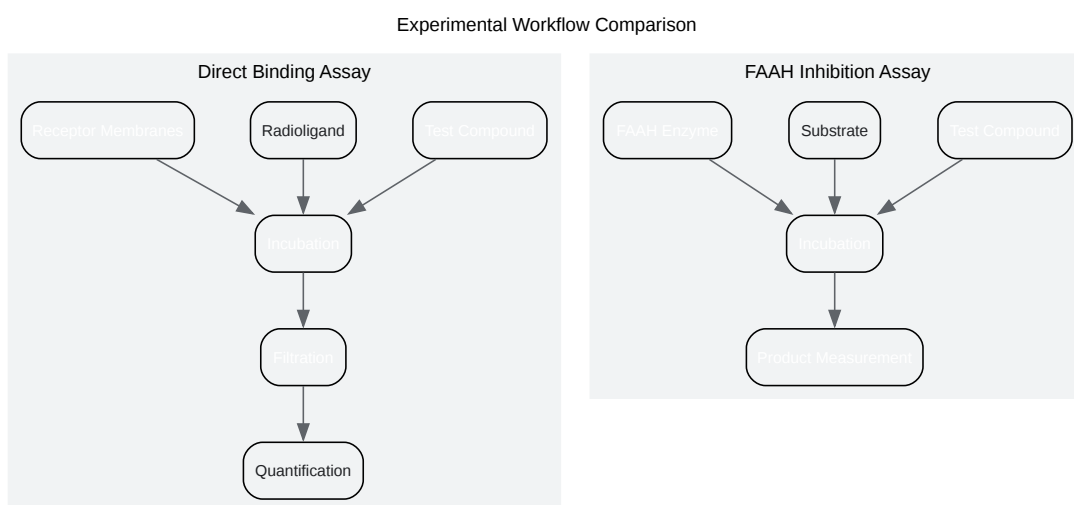 Experimental Workflow Comparison
Direct Binding Assay
Receptor Membranes
Radioligand
Test Compound
Incubation
Filtration
Quantification
FAAH Inhibition Assay
FAAH Enzyme
Substrate
Test Compound
Incubation
Product Measurement